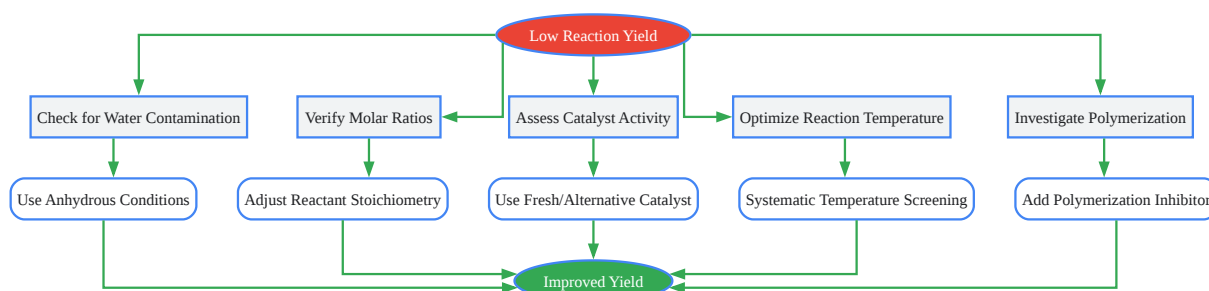 Low Reaction Yield
Check for Water Contamination
Verify Molar Ratios
Assess Catalyst Activity
Optimize Reaction Temperature
Investigate Polymerization
Use Anhydrous Conditions
Adjust Reactant Stoichiometry
Use Fresh/Alternative Catalyst
Systematic Temperature Screening
Add Polymerization Inhibitor
Improved Yield